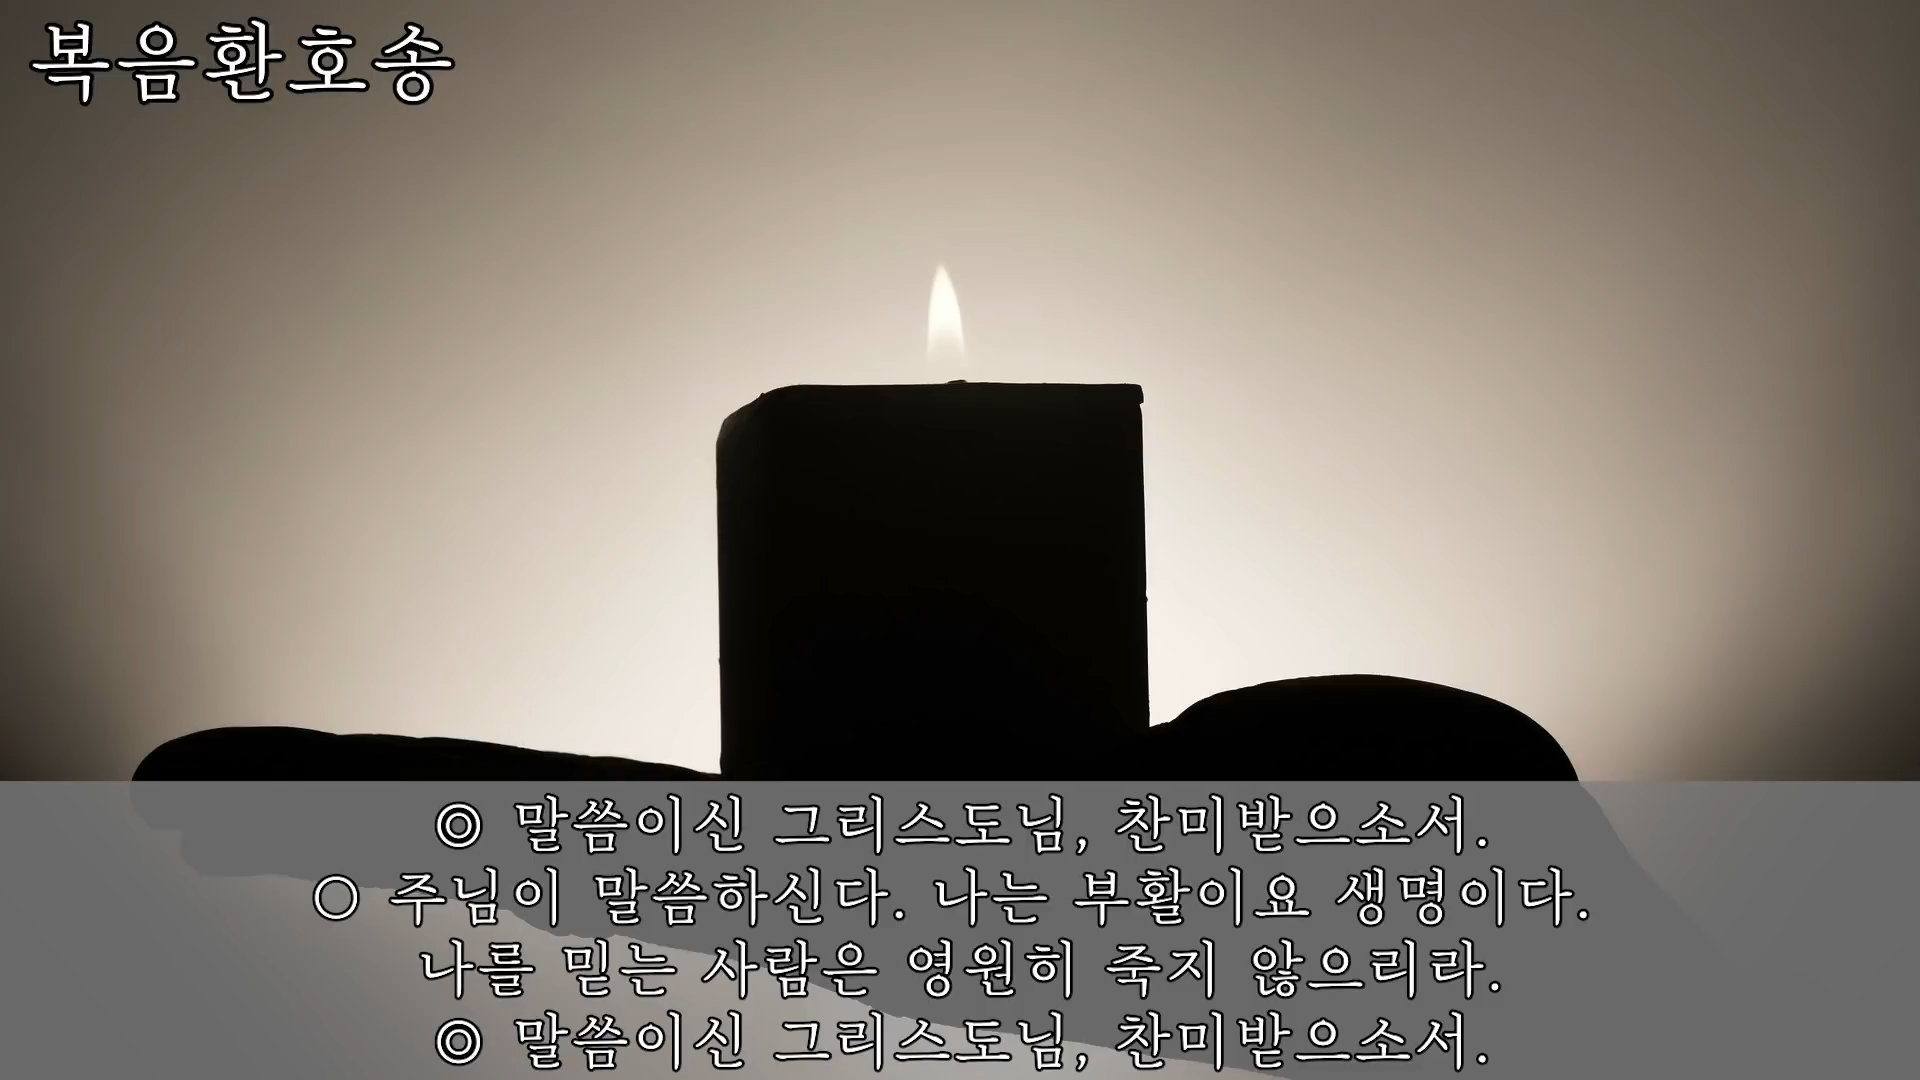 복음환호송
◎ 말씀이신 그리스도님, 찬미받으소서.
○ 주님이 말씀하신다. 나는 부활이요 생명이다.
나를 믿는 사람은 영원히 죽지 않으리라.
◎ 말씀이신 그리스도님, 찬미받으소서.